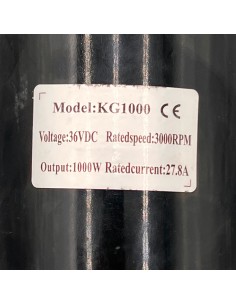 Model:KG1000 CE
Voltage:36VDC Ratedspeed:3000RPM
Output:1000W Ratedcurrent:27.8A